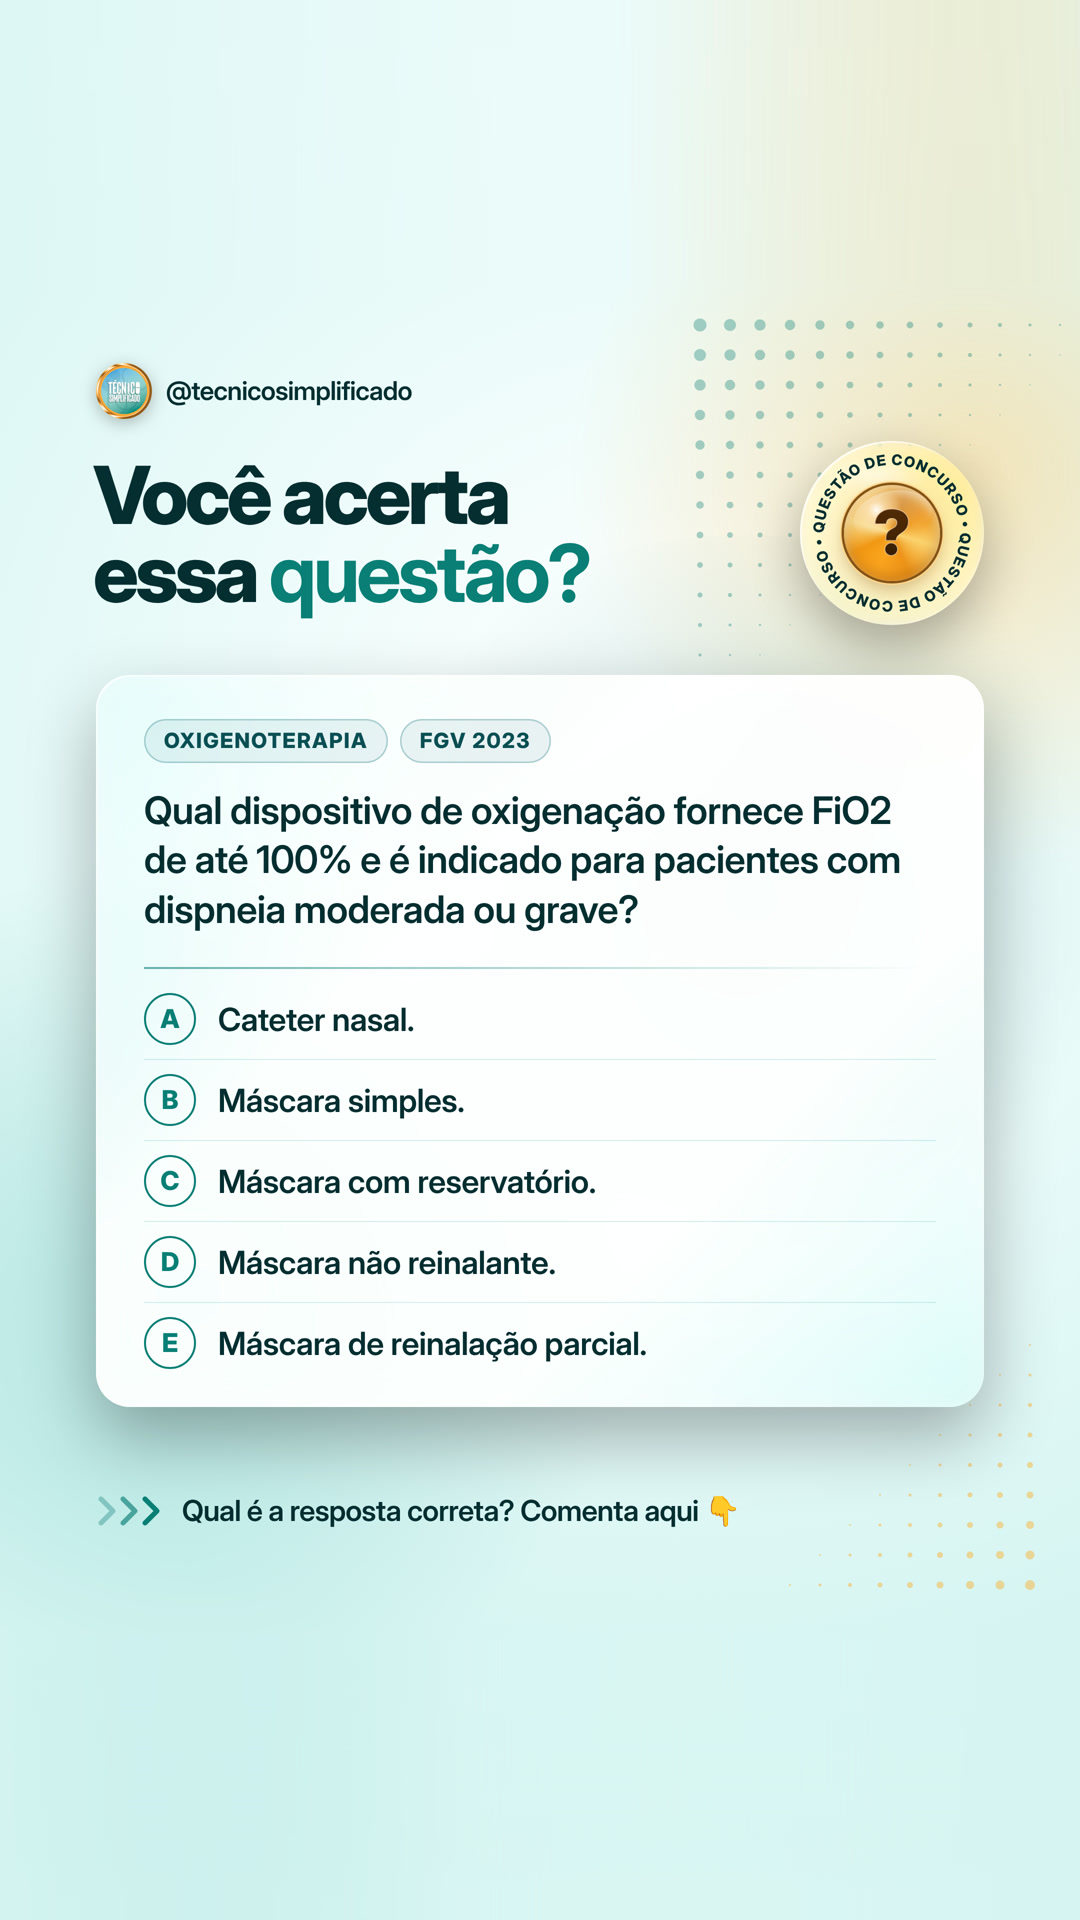 TÉCNICO
SIMPLIFICADO
@tecnicosimplificado
Você acerta
essa questão?
QUESTÃO DE CONCURSO • QUESTÃO DE CONCURSO •
?
OXIGENOTERAPIA
FGV 2023
Qual dispositivo de oxigenação fornece FiO2
de até 100% e é indicado para pacientes com
dispneia moderada ou grave?
A Cateter nasal.
B Máscara simples.
C Máscara com reservatório.
D Máscara não reinalante.
E Máscara de reinalação parcial.
Qual é a resposta correta? Comenta aqui 👇